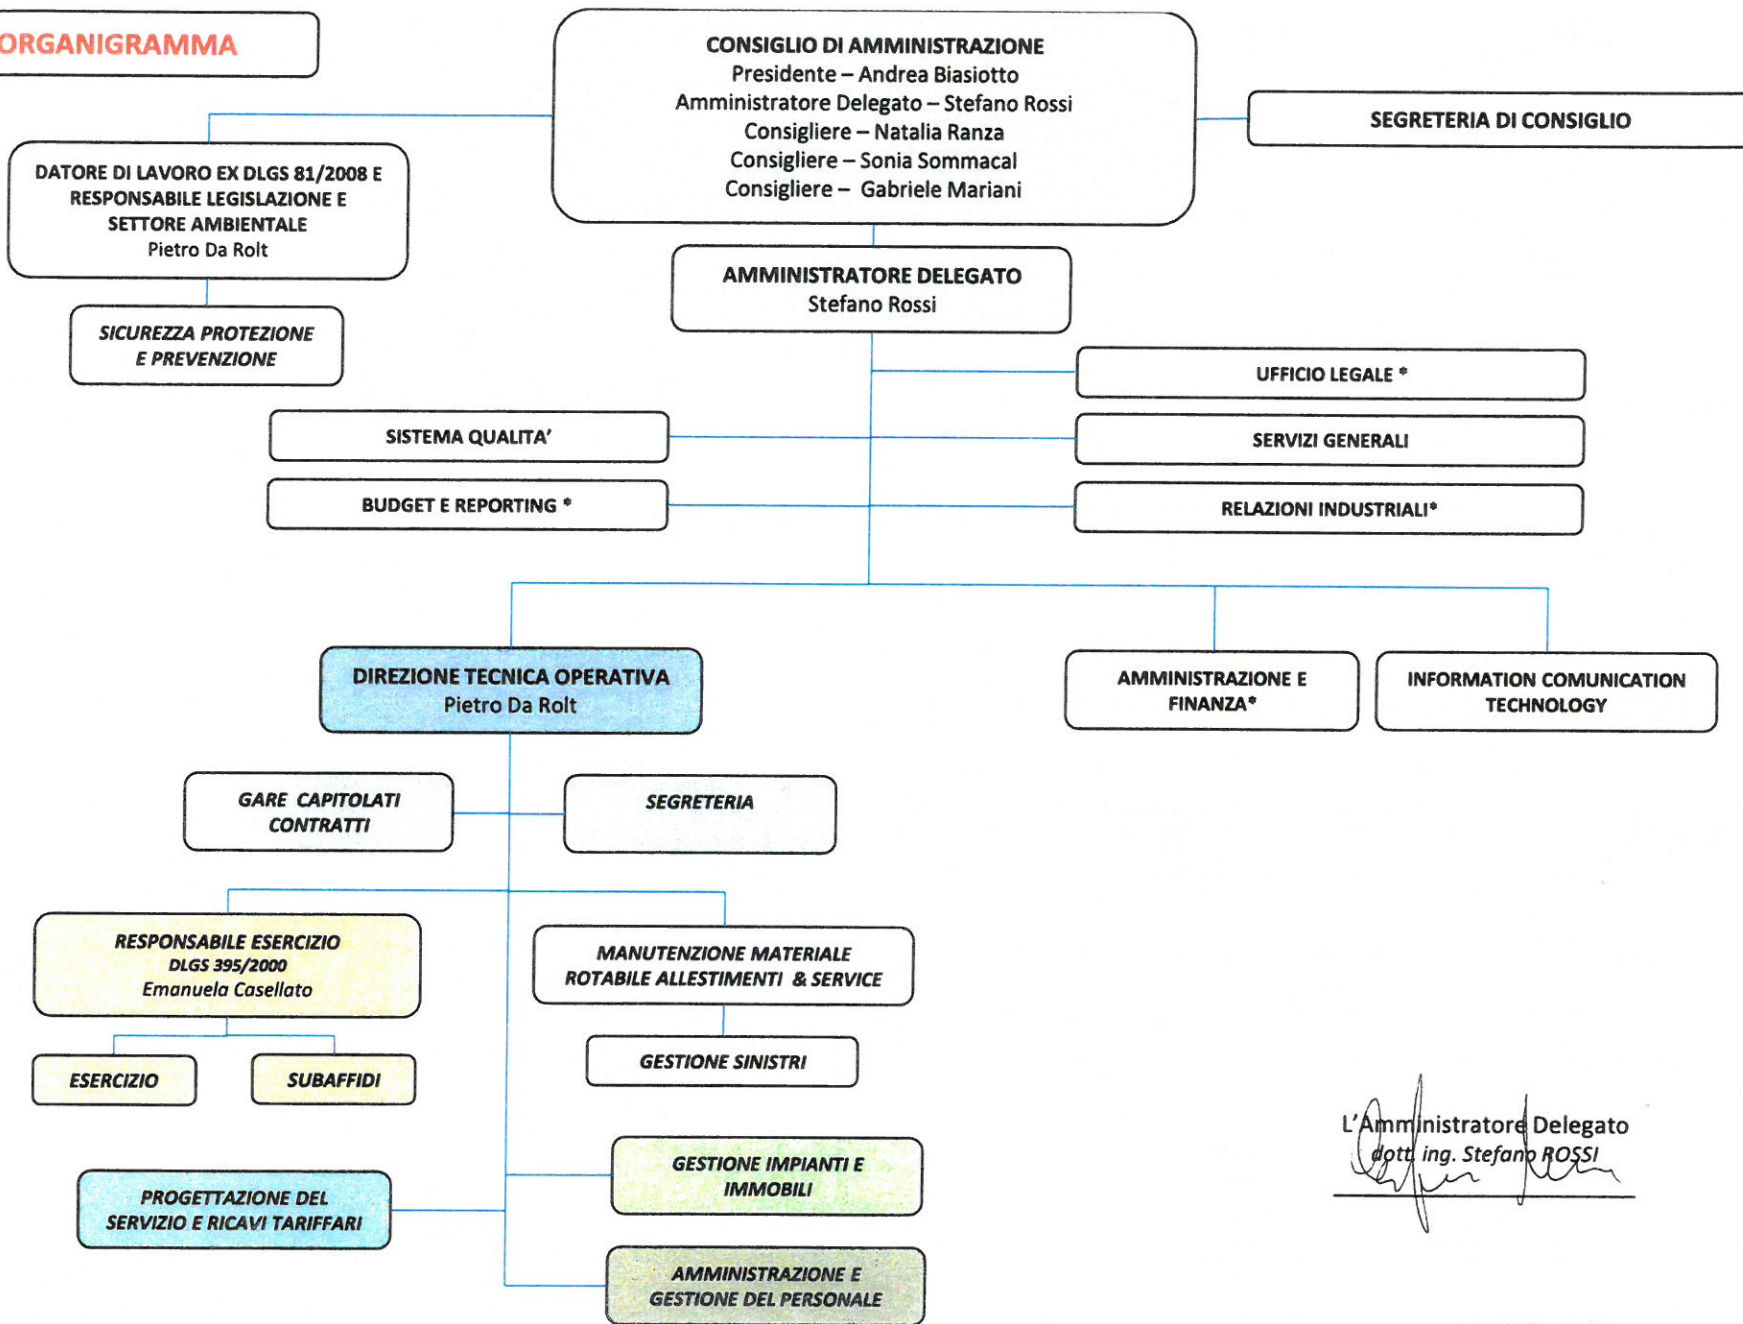 ORGANIGRAMMA
CONSIGLIO DI AMMINISTRAZIONE
Presidente – Andrea Biasiotto
Amministratore Delegato – Stefano Rossi
Consigliere – Natalia Ranza
Consigliere – Sonia Sommacal
Consigliere – Gabriele Mariani
SEGRETERIA DI CONSIGLIO
DATORE DI LAVORO EX DLGS 81/2008 E
RESPONSABILE LEGISLAZIONE E
SETTORE AMBIENTALE
Pietro Da Rolt
SICUREZZA PROTEZIONE
E PREVENZIONE
AMMINISTRATORE DELEGATO
Stefano Rossi
UFFICIO LEGALE *
SISTEMA QUALITA’
SERVIZI GENERALI
BUDGET E REPORTING *
RELAZIONI INDUSTRIALI*
DIREZIONE TECNICA OPERATIVA
Pietro Da Rolt
AMMINISTRAZIONE E
FINANZA*
INFORMATION COMUNICATION
TECHNOLOGY
GARE CAPITOLATI
CONTRATTI
SEGRETERIA
RESPONSABILE ESERCIZIO
DLGS 395/2000
Emanuela Casellato
MANUTENZIONE MATERIALE
ROTABILE ALLESTIMENTI & SERVICE
ESERCIZIO
SUBAFFIDI
GESTIONE SINISTRI
PROGETTAZIONE DEL
SERVIZIO E RICAVI TARIFFARI
GESTIONE IMPIANTI E
IMMOBILI
AMMINISTRAZIONE E
GESTIONE DEL PERSONALE
L’Amministratore Delegato
dott. ing. Stefano ROSSI